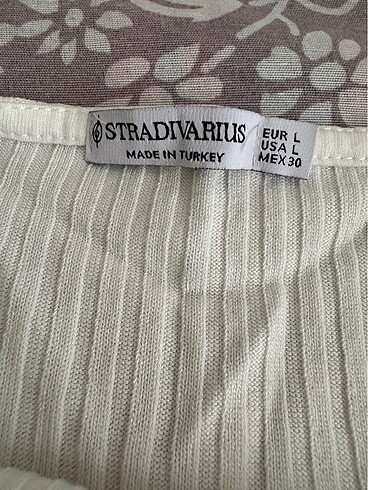 STRADIVARIUS
MADE IN TURKEY
EUR L
USA L
MEX 30